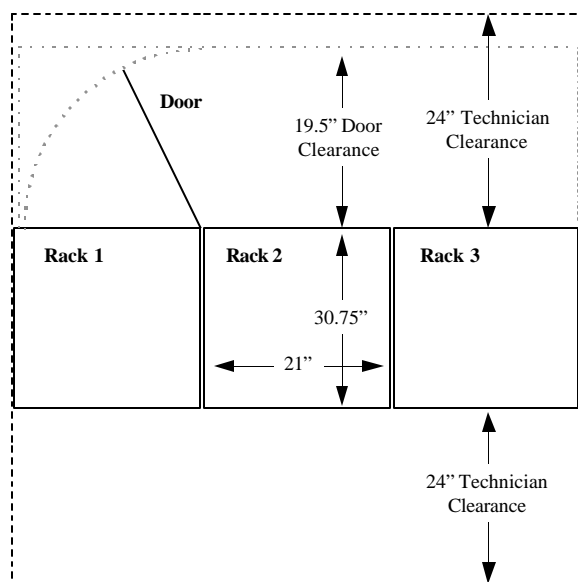 Door
19.5” Door
Clearance
24” Technician
Clearance
Rack 1
Rack 2
Rack 3
30.75”
21”
24” Technician
Clearance